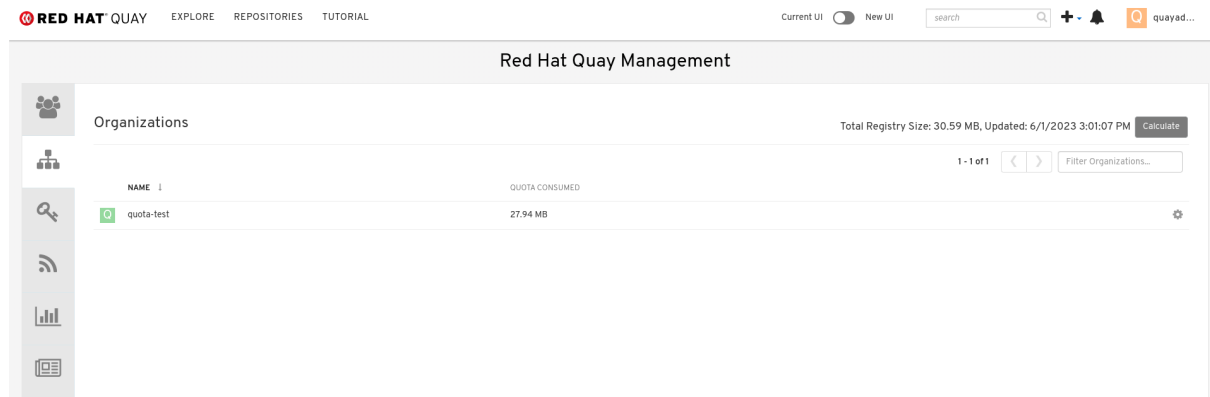 RED HAT® QUAY EXPLORE REPOSITORIES TUTORIAL Current UI New UI search quayad...
Red Hat Quay Management
Organizations Total Registry Size: 30.59 MB, Updated: 6/1/2023 3:01:07 PM Calculate
1 - 1 of 1 Filter Organizations...
NAME ↓ QUOTA CONSUMED
Q quota-test 27.94 MB